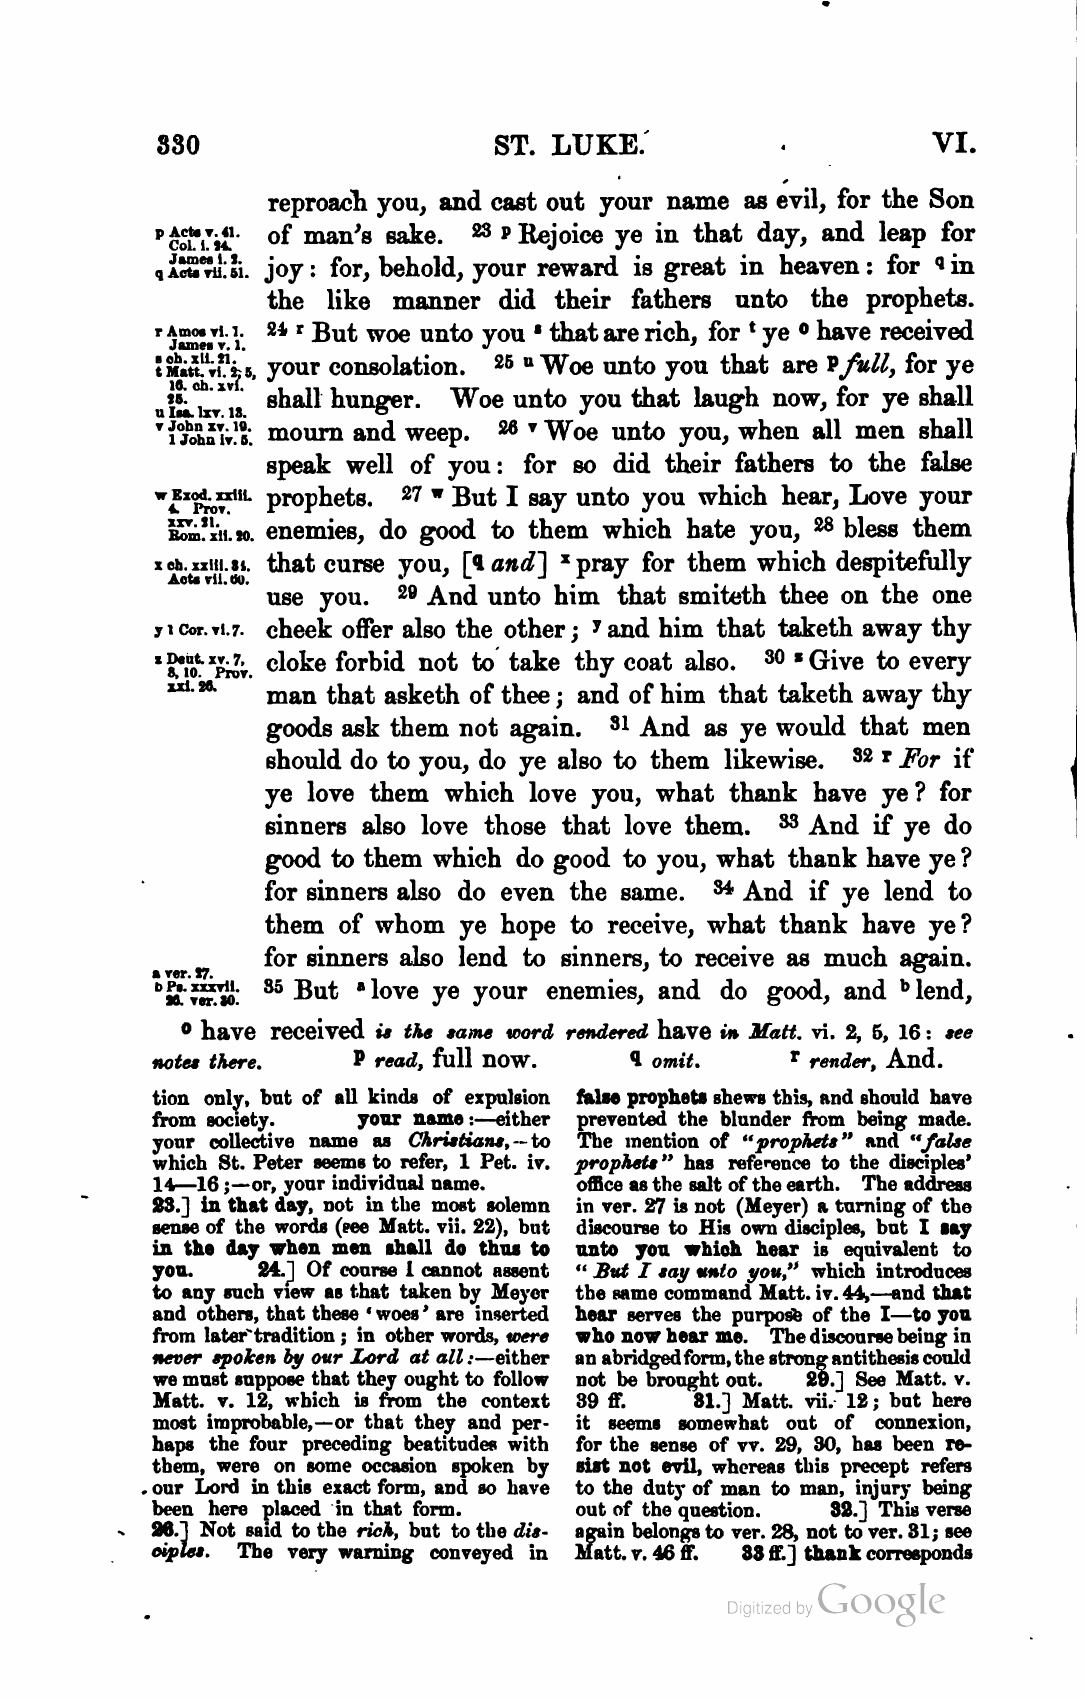 330 ST. LUKE. VI.
reproach you, and cast out your name as evil, for the Son
p Acts v. 41.
Col. i. 24.
James i. 2.
q Acts vii. 51.
of man's sake. 23 p Rejoice ye in that day, and leap for
joy: for, behold, your reward is great in heaven: for q in
the like manner did their fathers unto the prophets.
r Amos vi. 1.
James v. 1.
s ch. xii. 21.
t Matt. vi. 2, 5,
16. ch. xvi.
25.
u Isa. lxv. 13.
v John xv. 19.
1 John iv. 5.
24 r But woe unto you s that are rich, for t ye o have received
your consolation. 25 u Woe unto you that are p full, for ye
shall hunger. Woe unto you that laugh now, for ye shall
mourn and weep. 26 v Woe unto you, when all men shall
speak well of you: for so did their fathers to the false
w Exod. xxiii.
4. Prov.
xxv. 21.
Rom. xii. 20.
prophets. 27 w But I say unto you which hear, Love your
enemies, do good to them which hate you, 28 bless them
x ch. xxiii. 34.
Acts vii. 60.
that curse you, [q and] x pray for them which despitefully
use you. 29 And unto him that smiteth thee on the one
y 1 Cor. vi. 7.
cheek offer also the other; y and him that taketh away thy
z Deut. xv. 7,
8, 10. Prov.
xxi. 26.
cloke forbid not to take thy coat also. 30 z Give to every
man that asketh of thee; and of him that taketh away thy
goods ask them not again. 31 And as ye would that men
should do to you, do ye also to them likewise. 32 r For if
ye love them which love you, what thank have ye? for
sinners also love those that love them. 33 And if ye do
good to them which do good to you, what thank have ye?
for sinners also do even the same. 34 And if ye lend to
them of whom ye hope to receive, what thank have ye?
for sinners also lend to sinners, to receive as much again.
a ver. 27.
b Ps. xxxvii.
26. ver. 30.
35 But a love ye your enemies, and do good, and b lend,
o have received is the same word rendered have in Matt. vi. 2, 5, 16: see
notes there. p read, full now. q omit. r render, And.
tion only, but of all kinds of expulsion
from society. your name:—either
your collective name as Christians,—to
which St. Peter seems to refer, 1 Pet. iv.
14—16;—or, your individual name.
23.] in that day, not in the most solemn
sense of the words (see Matt. vii. 22), but
in the day when men shall do thus to
you. 24.] Of course I cannot assent
to any such view as that taken by Meyer
and others, that these 'woes' are inserted
from later tradition; in other words, were
never spoken by our Lord at all:—either
we must suppose that they ought to follow
Matt. v. 12, which is from the context
most improbable,—or that they and per-
haps the four preceding beatitudes with
them, were on some occasion spoken by
our Lord in this exact form, and so have
been here placed in that form.
26.] Not said to the rich, but to the dis-
ciples. The very warning conveyed in
false prophets shews this, and should have
prevented the blunder from being made.
The mention of "prophets" and "false
prophets" has reference to the disciples'
office as the salt of the earth. The address
in ver. 27 is not (Meyer) a turning of the
discourse to His own disciples, but I say
unto you which hear is equivalent to
"But I say unto you," which introduces
the same command Matt. iv. 44,—and that
hear serves the purpose of the I—to you
who now hear me. The discourse being in
an abridged form, the strong antithesis could
not be brought out. 29.] See Matt. v.
39 ff. 31.] Matt. vii. 12; but here
it seems somewhat out of connexion,
for the sense of vv. 29, 30, has been re-
sist not evil, whereas this precept refers
to the duty of man to man, injury being
out of the question. 32.] This verse
again belongs to ver. 28, not to ver. 31; see
Matt. v. 46 ff. 33 ff.] thank corresponds
Digitized by Google